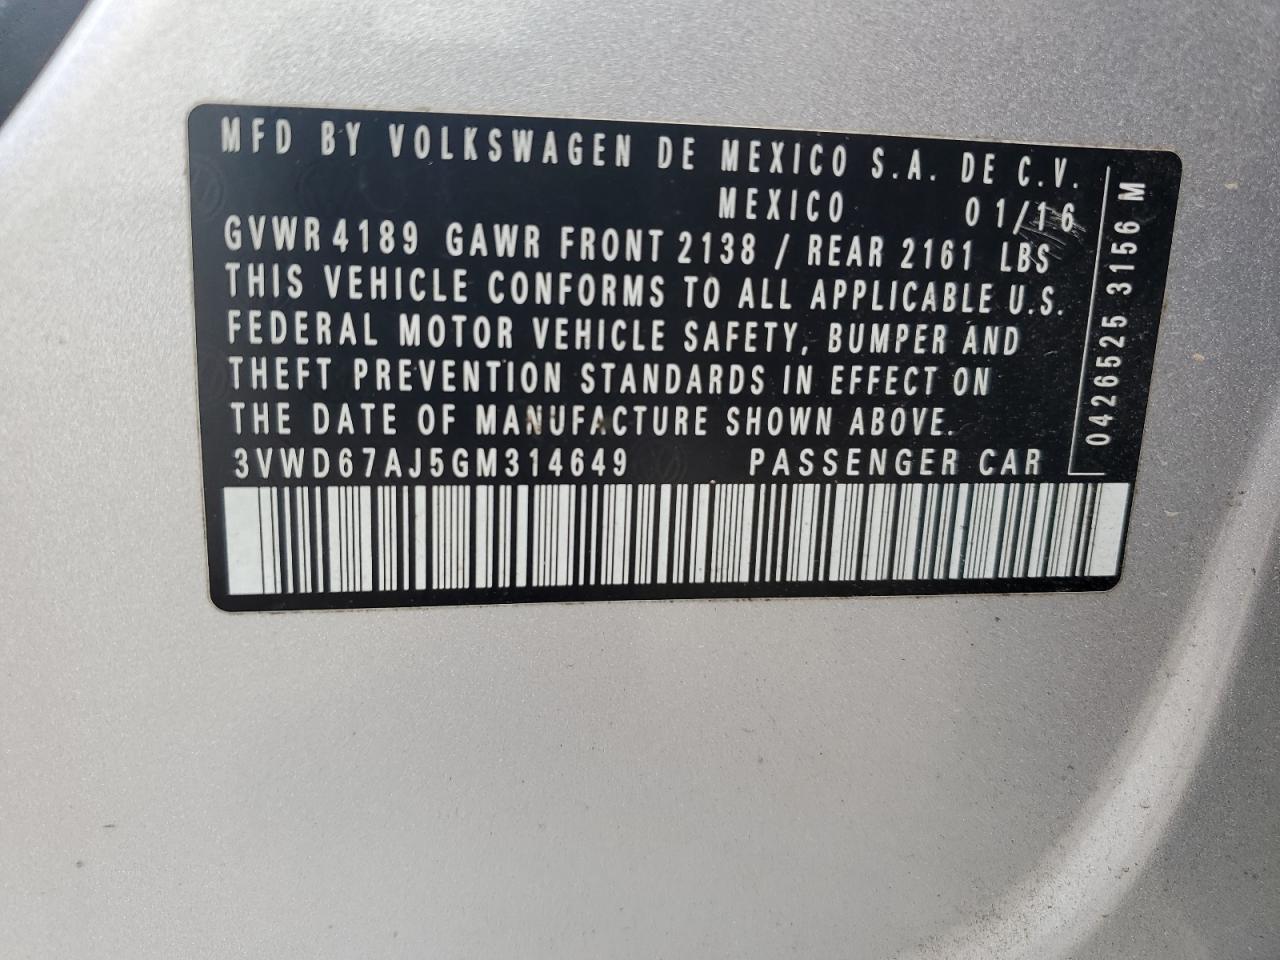 MFD BY VOLKSWAGEN DE MEXICO S.A. DE C.V.
MEXICO 01/16
GVWR 4189 GAWR FRONT 2138 / REAR 2161 LBS
THIS VEHICLE CONFORMS TO ALL APPLICABLE U.S.
FEDERAL MOTOR VEHICLE SAFETY, BUMPER AND
THEFT PREVENTION STANDARDS IN EFFECT ON
THE DATE OF MANUFACTURE SHOWN ABOVE.
3VWD67AJ5GM314649 PASSENGER CAR
0426525 3156 M